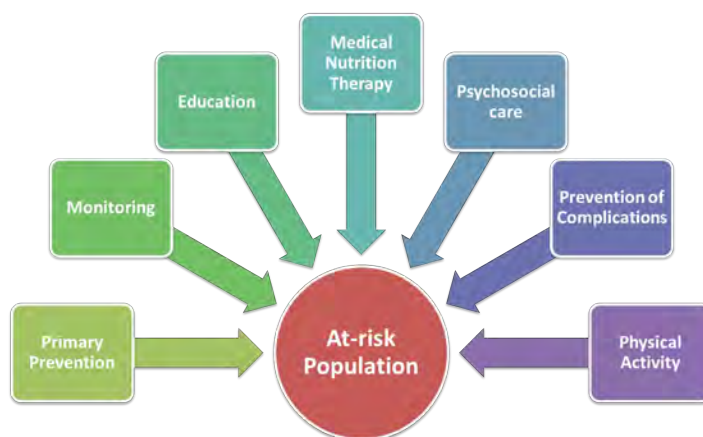 Medical
Nutrition
Therapy
Education
Psychosocial
care
Monitoring
Prevention of
Complications
Primary
Prevention
At-risk
Population
Physical
Activity